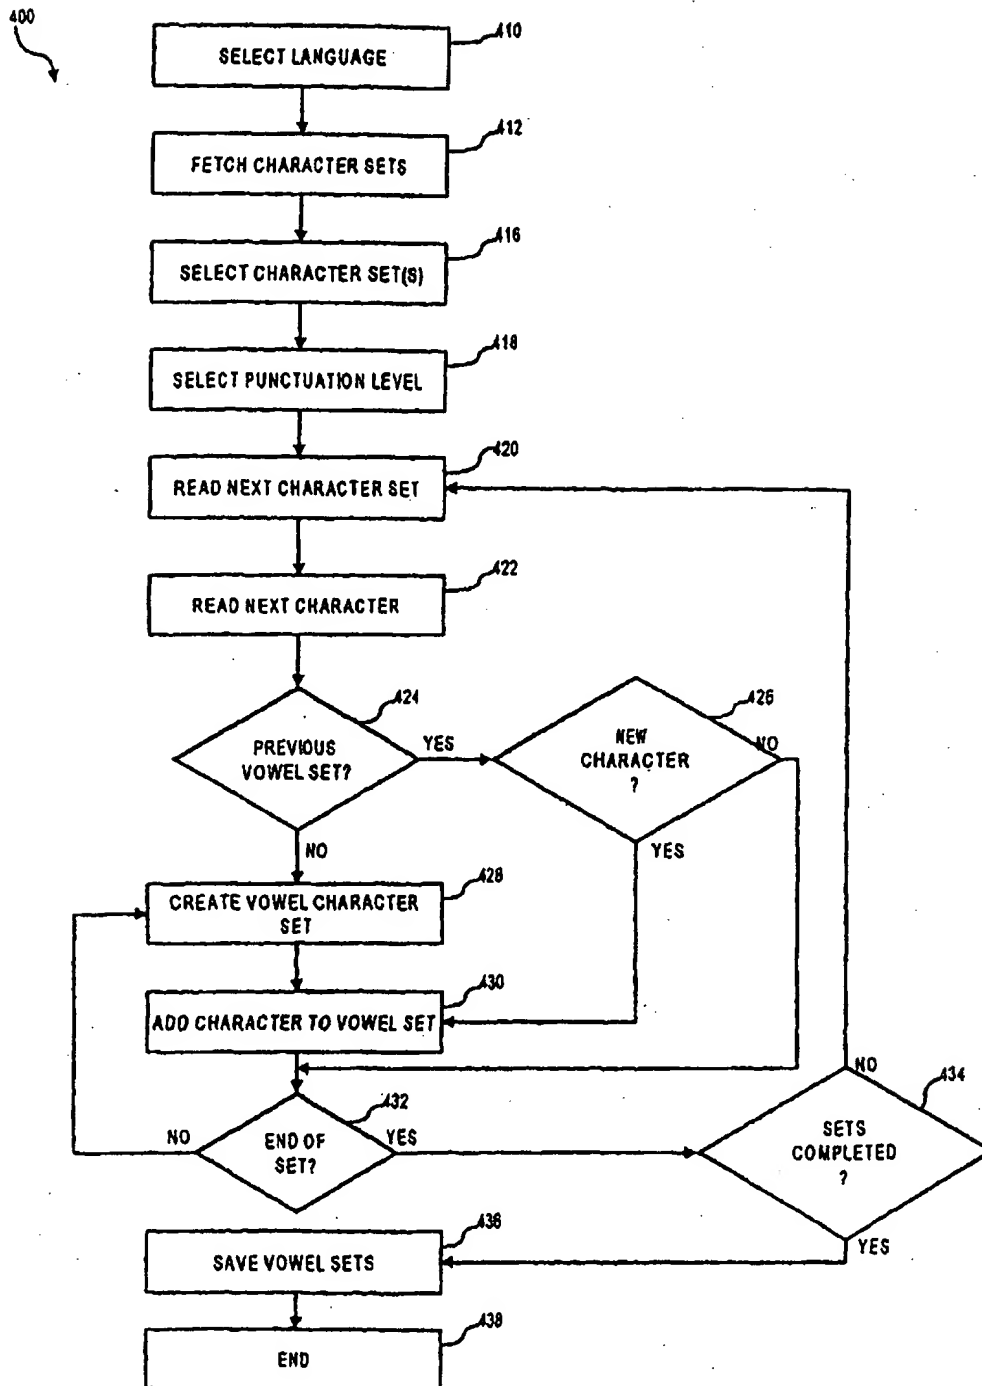 400
410
SELECT LANGUAGE
412
FETCH CHARACTER SETS
416
SELECT CHARACTER SET(S)
418
SELECT PUNCTUATION LEVEL
420
READ NEXT CHARACTER SET
422
READ NEXT CHARACTER
424
PREVIOUS
VOWEL SET?
YES
NO
426
NEW
CHARACTER
?
NO
YES
428
CREATE VOWEL CHARACTER
SET
430
ADD CHARACTER TO VOWEL SET
432
END OF
SET?
NO
YES
434
SETS
COMPLETED
?
NO
YES
436
SAVE VOWEL SETS
438
END